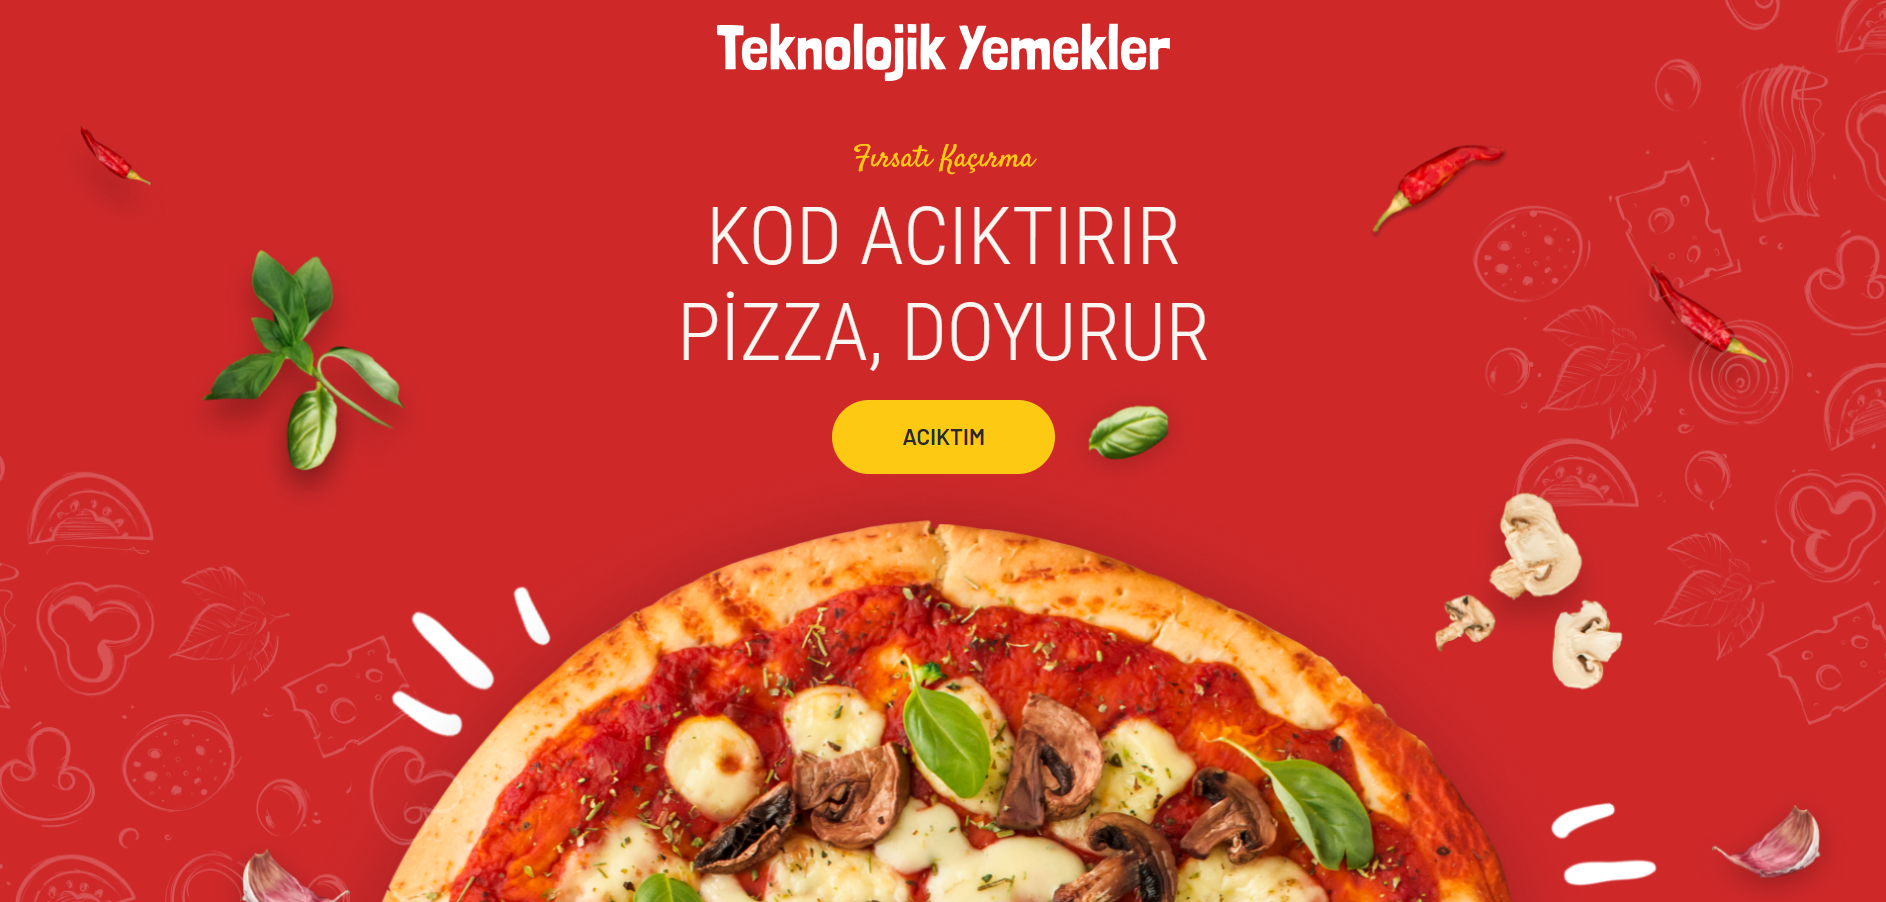 Teknolojik Yemekler
Fırsatı Kaçırma
KOD ACIKTIRIR
PİZZA, DOYURUR
ACIKTIM